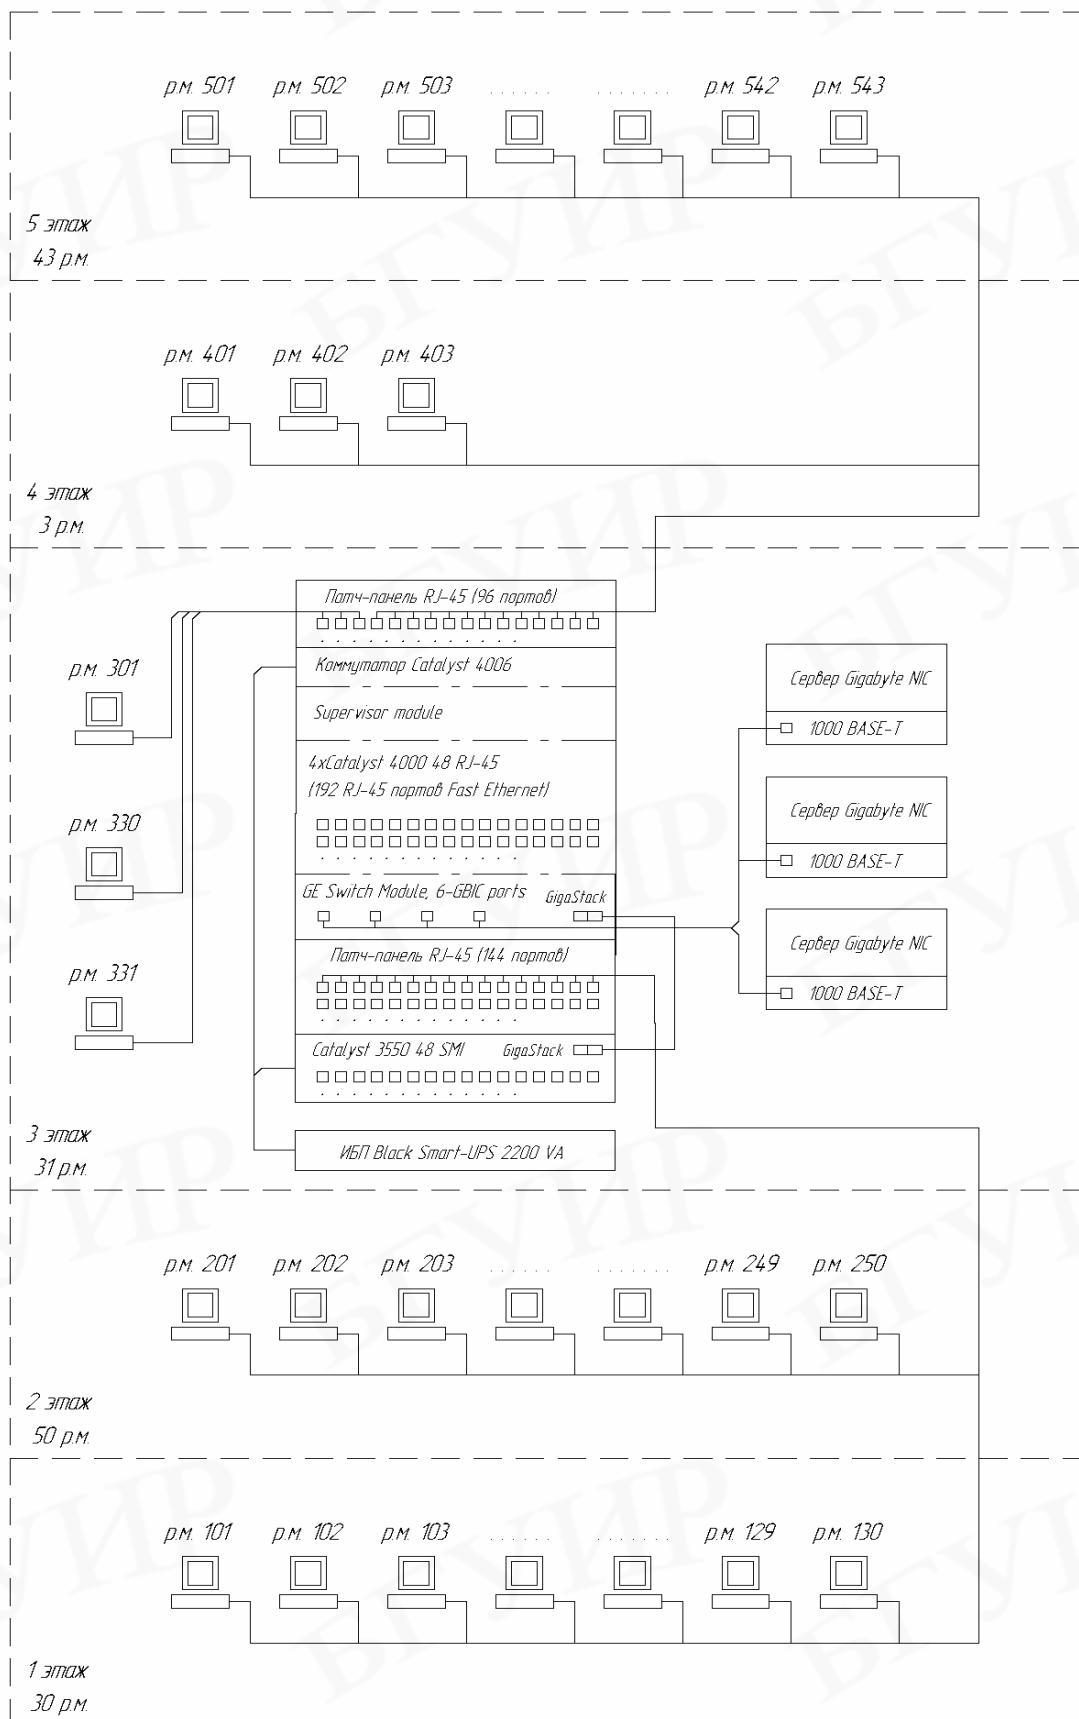 р.м. 501 р.м. 502 р.м. 503 ...... ....... р.м. 542 р.м. 543
5 этаж
43 р.м.
р.м. 401 р.м. 402 р.м. 403
4 этаж
3 р.м.
Патч-панель RJ-45 (96 портов)
Коммутатор Catalyst 4006
р.м. 301
Сервер Gigabyte NIC
Supervisor module
1000 BASE-T
4xCatalyst 4000 48 RJ-45
(192 RJ-45 портов Fast Ethernet)
р.м. 330
Сервер Gigabyte NIC
1000 BASE-T
GE Switch Module, 6-GBIC ports
GigaStack
Сервер Gigabyte NIC
Патч-панель RJ-45 (144 портов)
р.м. 331
1000 BASE-T
Catalyst 3550 48 SMI
GigaStack
3 этаж
31 р.м.
ИБП Black Smart-UPS 2200 VA
р.м. 201 р.м. 202 р.м. 203 ...... ....... р.м. 249 р.м. 250
2 этаж
50 р.м.
р.м. 101 р.м. 102 р.м. 103 ...... ....... р.м. 129 р.м. 130
1 этаж
30 р.м.
БГУИР